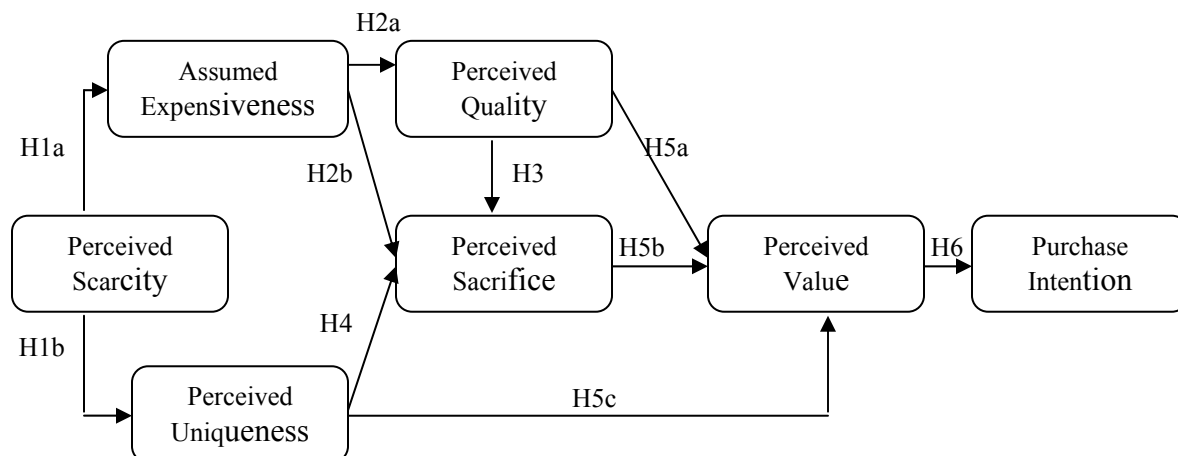 H2a
Assumed
Expensiveness
Perceived
Quality
H1a
H2b
H3
H5a
Perceived
Scarcity
Perceived
Sacrifice
H5b
Perceived
Value
H6
Purchase
Intention
H1b
H4
Perceived
Uniqueness
H5c